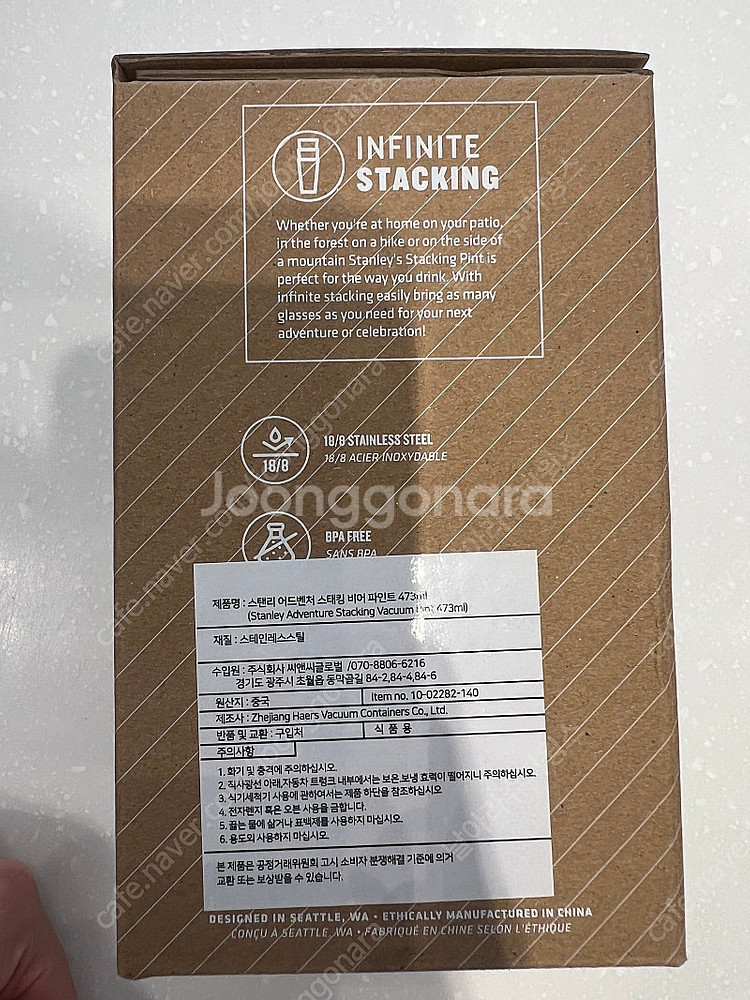 INFINITE
STACKING
Whether you're at home on your patio,
in the forest on a hike or on the side of
a mountain Stanley's Stacking Pint is
perfect for the way you drink. With
infinite stacking easily bring as many
glasses as you need for your next
adventure or celebration!
18/8
18/8 STAINLESS STEEL
18/8 ACIER INOXYDABLE
Joonggonara
BPA FREE
SANS BPA
제품명 : 스탠리 어드벤처 스태킹 비어 파인트 473ml
(Stanley Adventure Stacking Vacuum Pint 473ml)
재질 : 스테인레스스틸
수입원 : 주식회사 씨앤씨글로벌 /070-8806-6216
경기도 광주시 초월읍 동막골길 84-2,84-4,84-6
원산지 : 중국 Item no. 10-02282-140
제조사 : Zhejiang Haers Vacuum Containers Co., Ltd.
반품 및 교환 : 구입처 식 품 용
주의사항
1. 화기 및 충격에 주의하십시오.
2. 직사광선 아래,자동차 트렁크 내부에서는 보온,보냉 효력이 떨어지니 주의하십시오.
3. 식기세척기 사용에 관하여서는 제품 하단을 참조하십시오
4. 전자렌지 혹은 오븐 사용을 금합니다.
5. 끓는 물에 삶거나 표백제를 사용하지 마십시오.
6. 용도외 사용하지 마십시오.
본 제품은 공정거래위원회 고시 소비자 분쟁해결 기준에 의거
교환 또는 보상받을 수 있습니다.
DESIGNED IN SEATTLE, WA • ETHICALLY MANUFACTURED IN CHINA
CONÇU À SEATTLE, WA • FABRIQUÉ EN CHINE SELON L'ÉTHIQUE